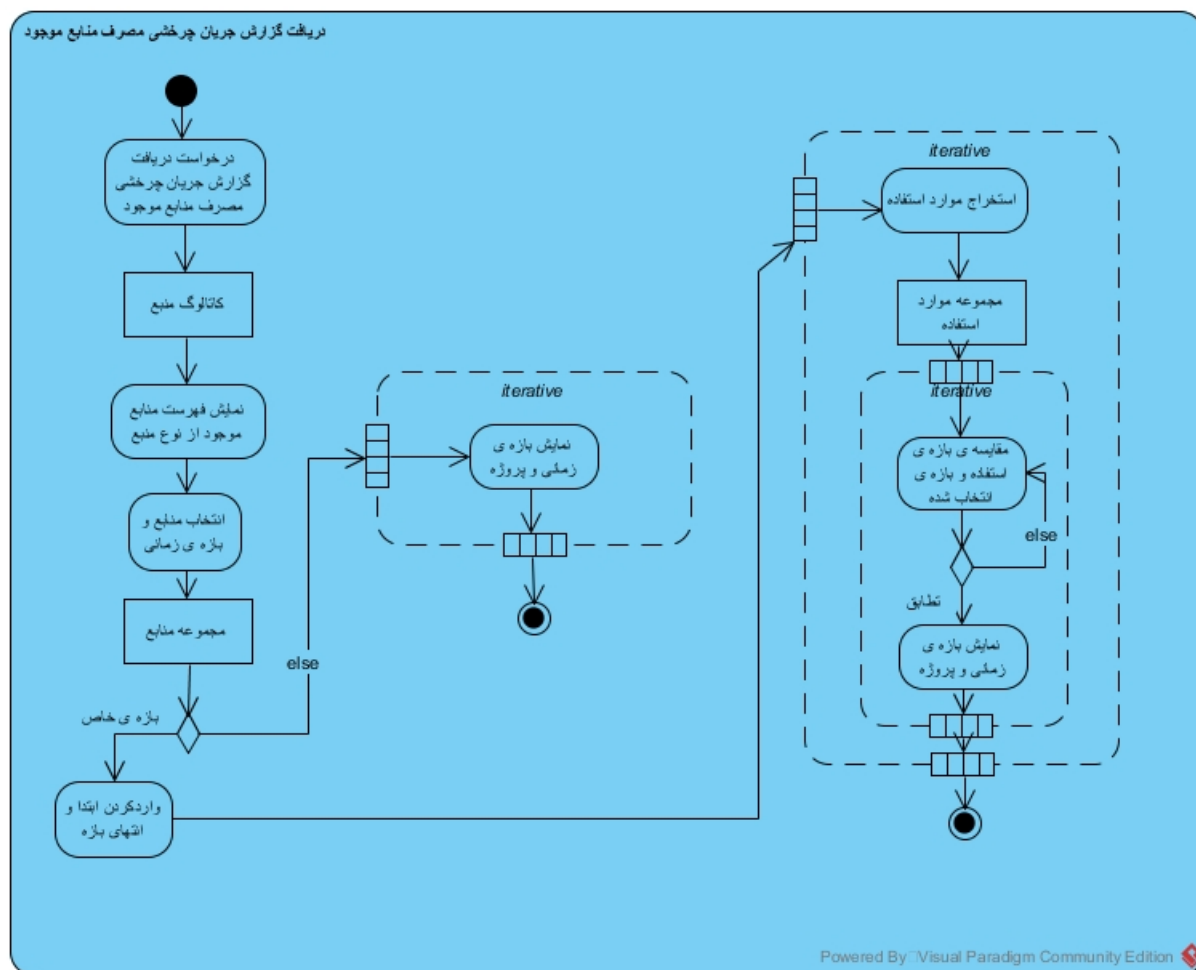 دریافت گزارش جریان چرخشی مصرف منابع موجود
درخواست دریافت
گزارش جریان چرخشی
مصرف منابع موجود
کاتالوگ منبع
نمایش فهرست منابع
موجود از نوع منبع
انتخاب منابع و
بازه ی زمانی
مجموعه منابع
بازه ی خاص
else
واردکردن ابتدا و
انتهای بازه
iterative
نمایش بازه ی
زمانی و پروژه
iterative
استخراج موارد استفاده
مجموعه موارد
استفاده
iterative
مقایسه ی بازه ی
استفاده و بازه ی
انتخاب شده
else
تطابق
نمایش بازه ی
زمانی و پروژه
Powered By Visual Paradigm Community Edition